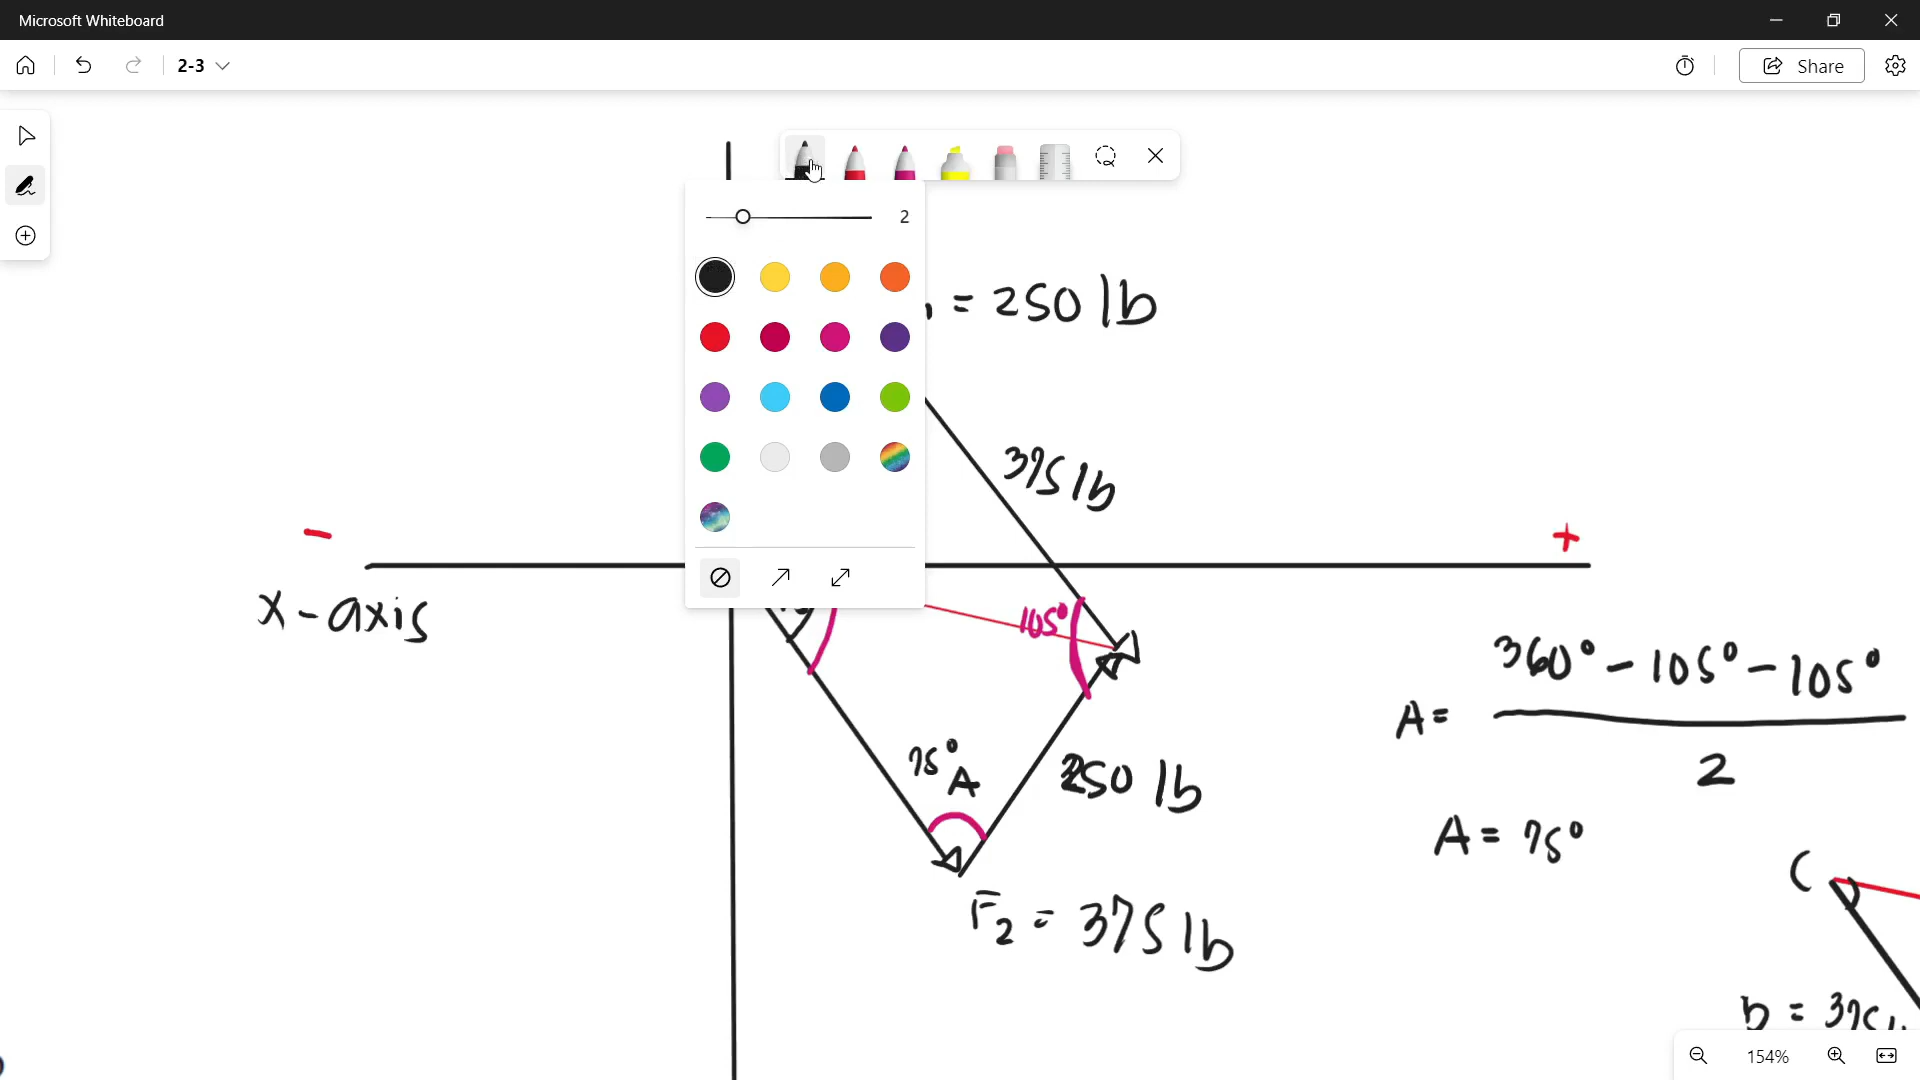 Microsoft Whiteboard
2-3
Share
2
= 250 lb
375 lb
-
+
x-axis
105°
360° - 105° - 105°
A =
2
75°
A
250 lb
A = 75°
C
F2 = 375 lb
b = 375 l
154%